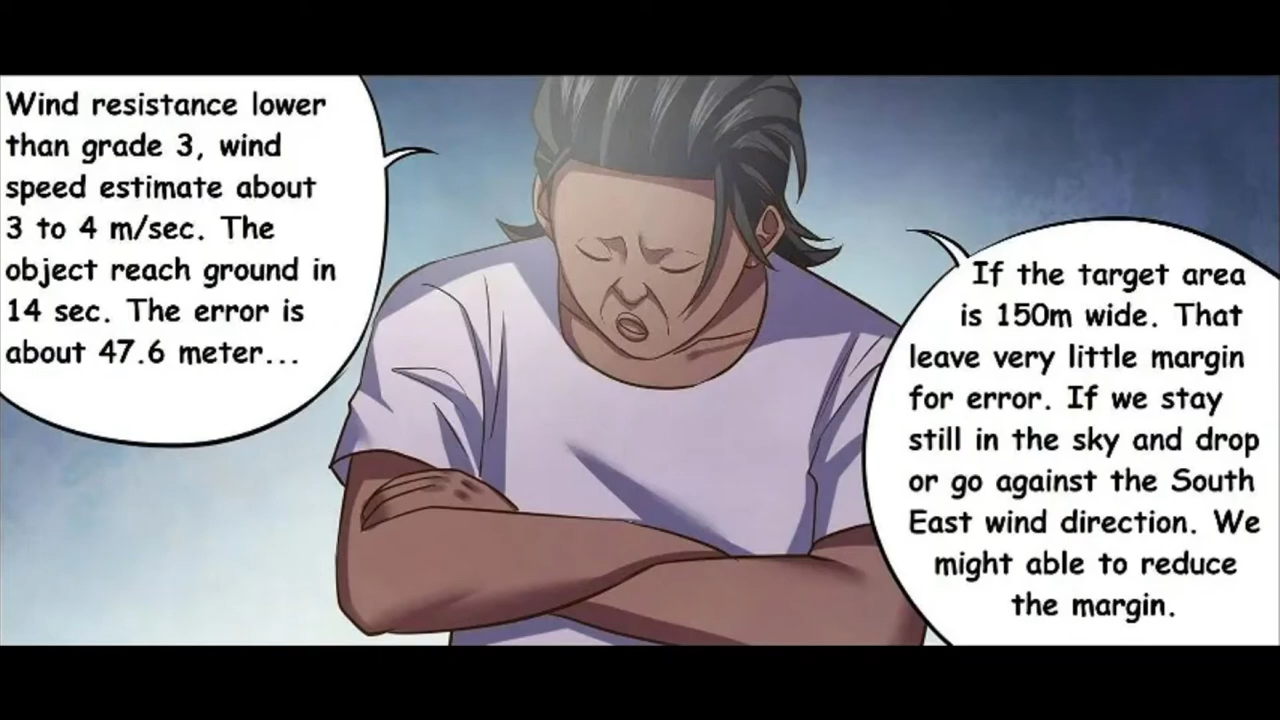 Wind resistance lower
than grade 3, wind
speed estimate about
3 to 4 m/sec. The
object reach ground in
14 sec. The error is
about 47.6 meter...
If the target area
is 150m wide. That
leave very little margin
for error. If we stay
still in the sky and drop
or go against the South
East wind direction. We
might able to reduce
the margin.